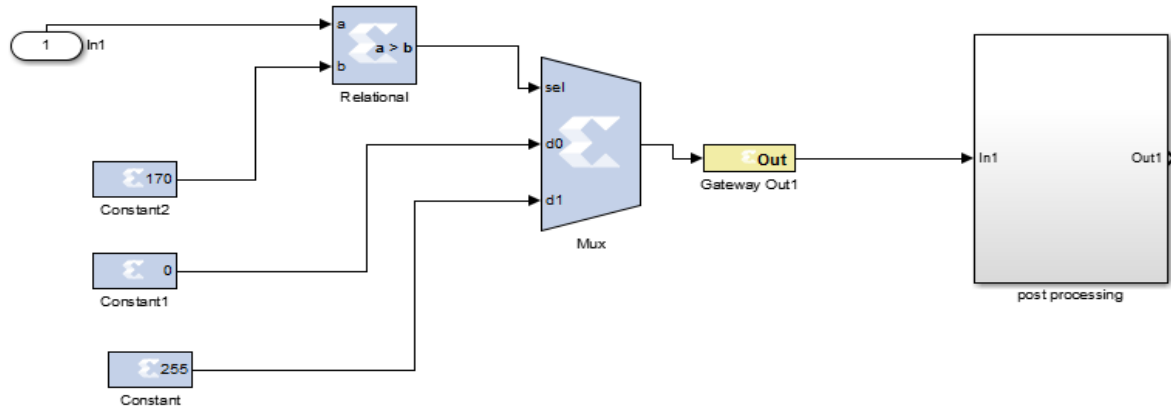 1
In1
a
b
a > b
Relational
sel
d0
d1
Mux
170
Constant2
0
Constant1
255
Constant
Out
Gateway Out1
In1
Out1
post processing